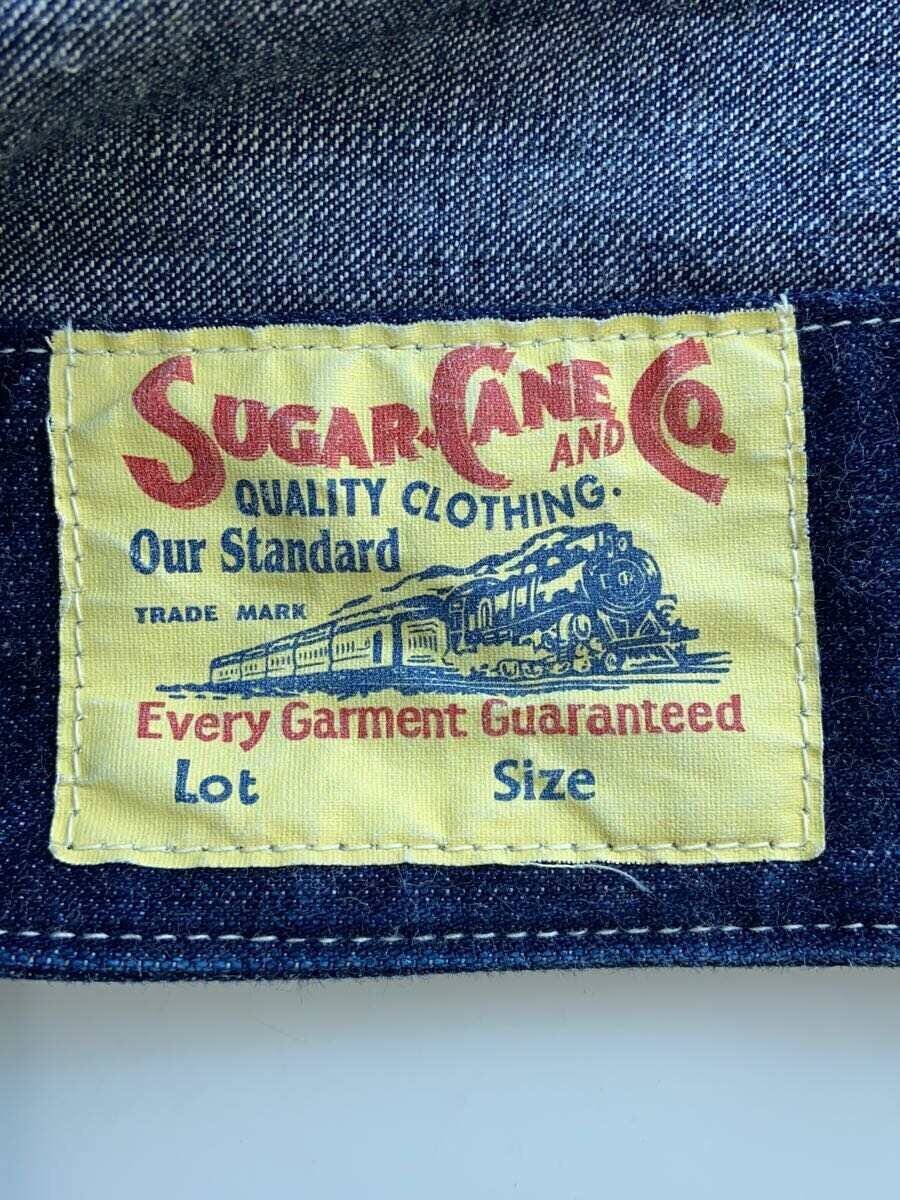 SUGAR-CANE AND CO.
QUALITY CLOTHING.
Our Standard
TRADE MARK
Every Garment Guaranteed
Lot Size